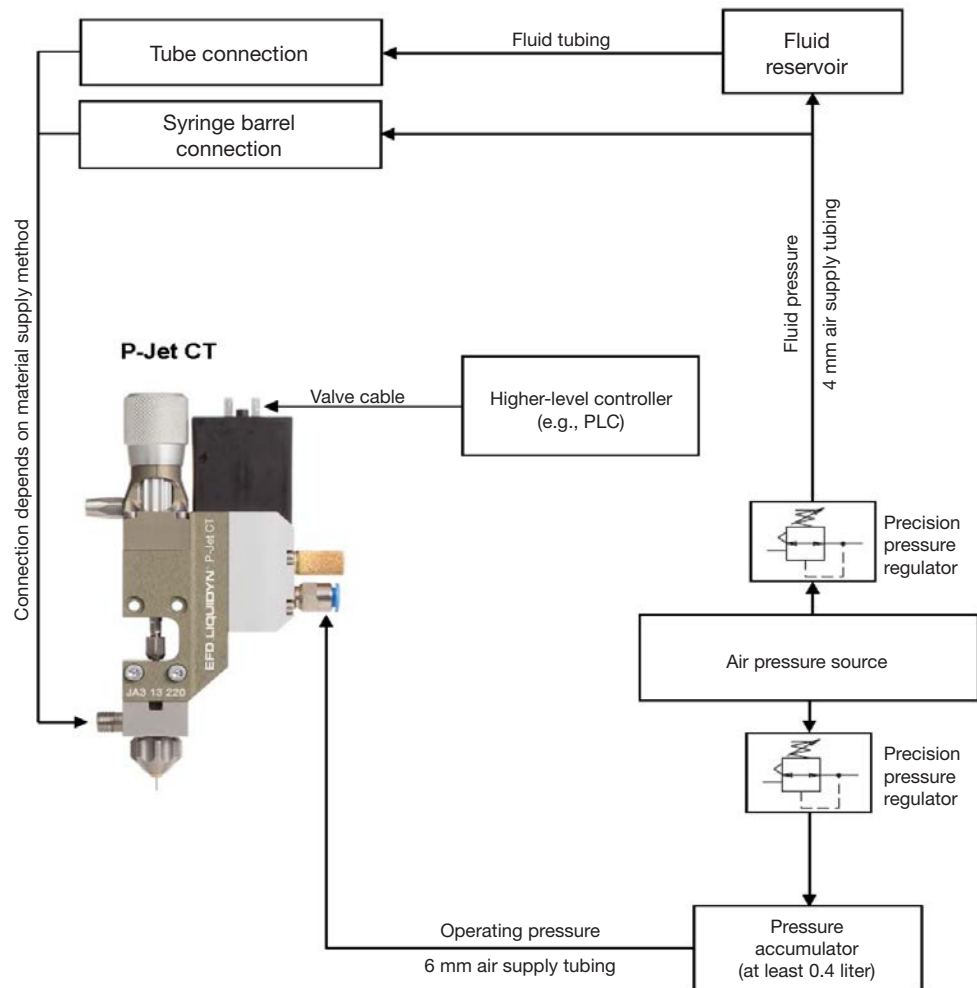 Tube connection
Fluid tubing
Fluid
reservoir
Syringe barrel
connection
Connection depends on material supply method
Fluid pressure
4 mm air supply tubing
P-Jet CT
Valve cable
Higher-level controller
(e.g., PLC)
EFD LIQUIDYN® P-Jet CT
JA3 13 220
Precision
pressure
regulator
Air pressure source
Precision
pressure
regulator
Operating pressure
6 mm air supply tubing
Pressure
accumulator
(at least 0.4 liter)